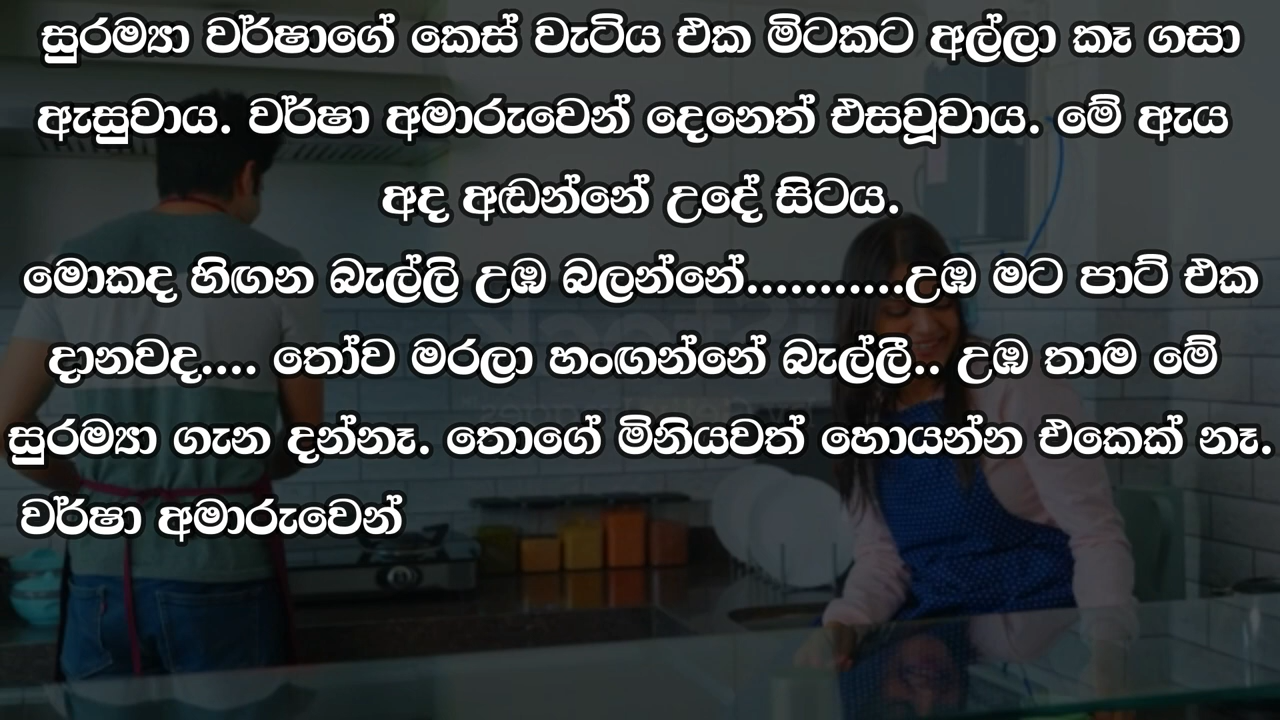 සුරම්‍යා වර්ෂාගේ කෙස් වැටිය එක මිටකට අල්ලා කෑ ගසා
ඇසුවාය. වර්ෂා අමාරුවෙන් දෙනෙත් එසවූවාය. මේ ඇය
අද අඬන්නේ උදේ සිටය.
මොකද හිඟන බැල්ලි උඹ බලන්නේ...........උඹ මට පාට් එක
දානවද.... තෝව මරලා හංඟන්නේ බැල්ලී.. උඹ තාම මේ
සුරම්‍යා ගැන දන්නෑ. තොගේ මිනියවත් හොයන්න එකෙක් නෑ.
වර්ෂා අමාරුවෙන්